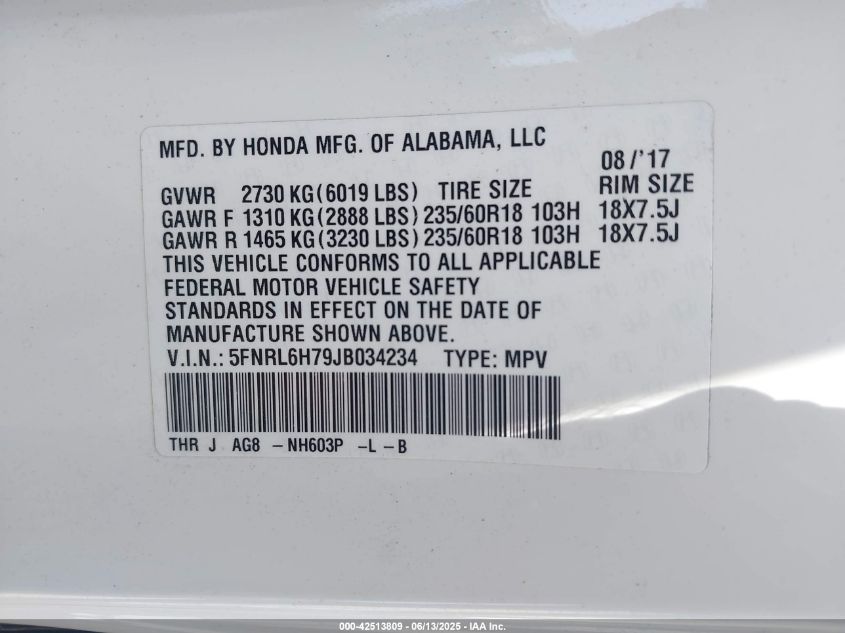 MFD. BY HONDA MFG. OF ALABAMA, LLC
08/'17
GVWR 2730 KG (6019 LBS) TIRE SIZE RIM SIZE
GAWR F 1310 KG (2888 LBS) 235/60R18 103H 18X7.5J
GAWR R 1465 KG (3230 LBS) 235/60R18 103H 18X7.5J
THIS VEHICLE CONFORMS TO ALL APPLICABLE
FEDERAL MOTOR VEHICLE SAFETY
STANDARDS IN EFFECT ON THE DATE OF
MANUFACTURE SHOWN ABOVE.
V.I.N.: 5FNRL6H79JB034234 TYPE: MPV
THR J AG8 – NH603P –L – B
000-42513809 - 06/13/2025 - IAA Inc.